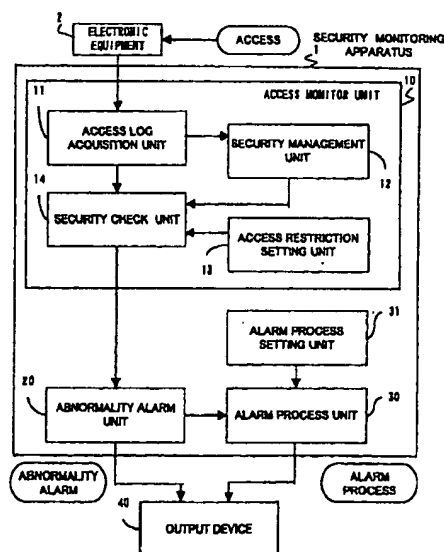 2
ELECTRONIC
EQUIPMENT
ACCESS
SECURITY MONITORING
APPARATUS
1
10
ACCESS MONITOR UNIT
11
ACCESS LOG
ACQUISITION UNIT
SECURITY MANAGEMENT
UNIT
12
14
SECURITY CHECK UNIT
ACCESS RESTRICTION
SETTING UNIT
13
31
ALARM PROCESS
SETTING UNIT
20
ABNORMALITY ALARM
UNIT
ALARM PROCESS UNIT
30
ABNORMALITY
ALARM
ALARM
PROCESS
40
OUTPUT DEVICE